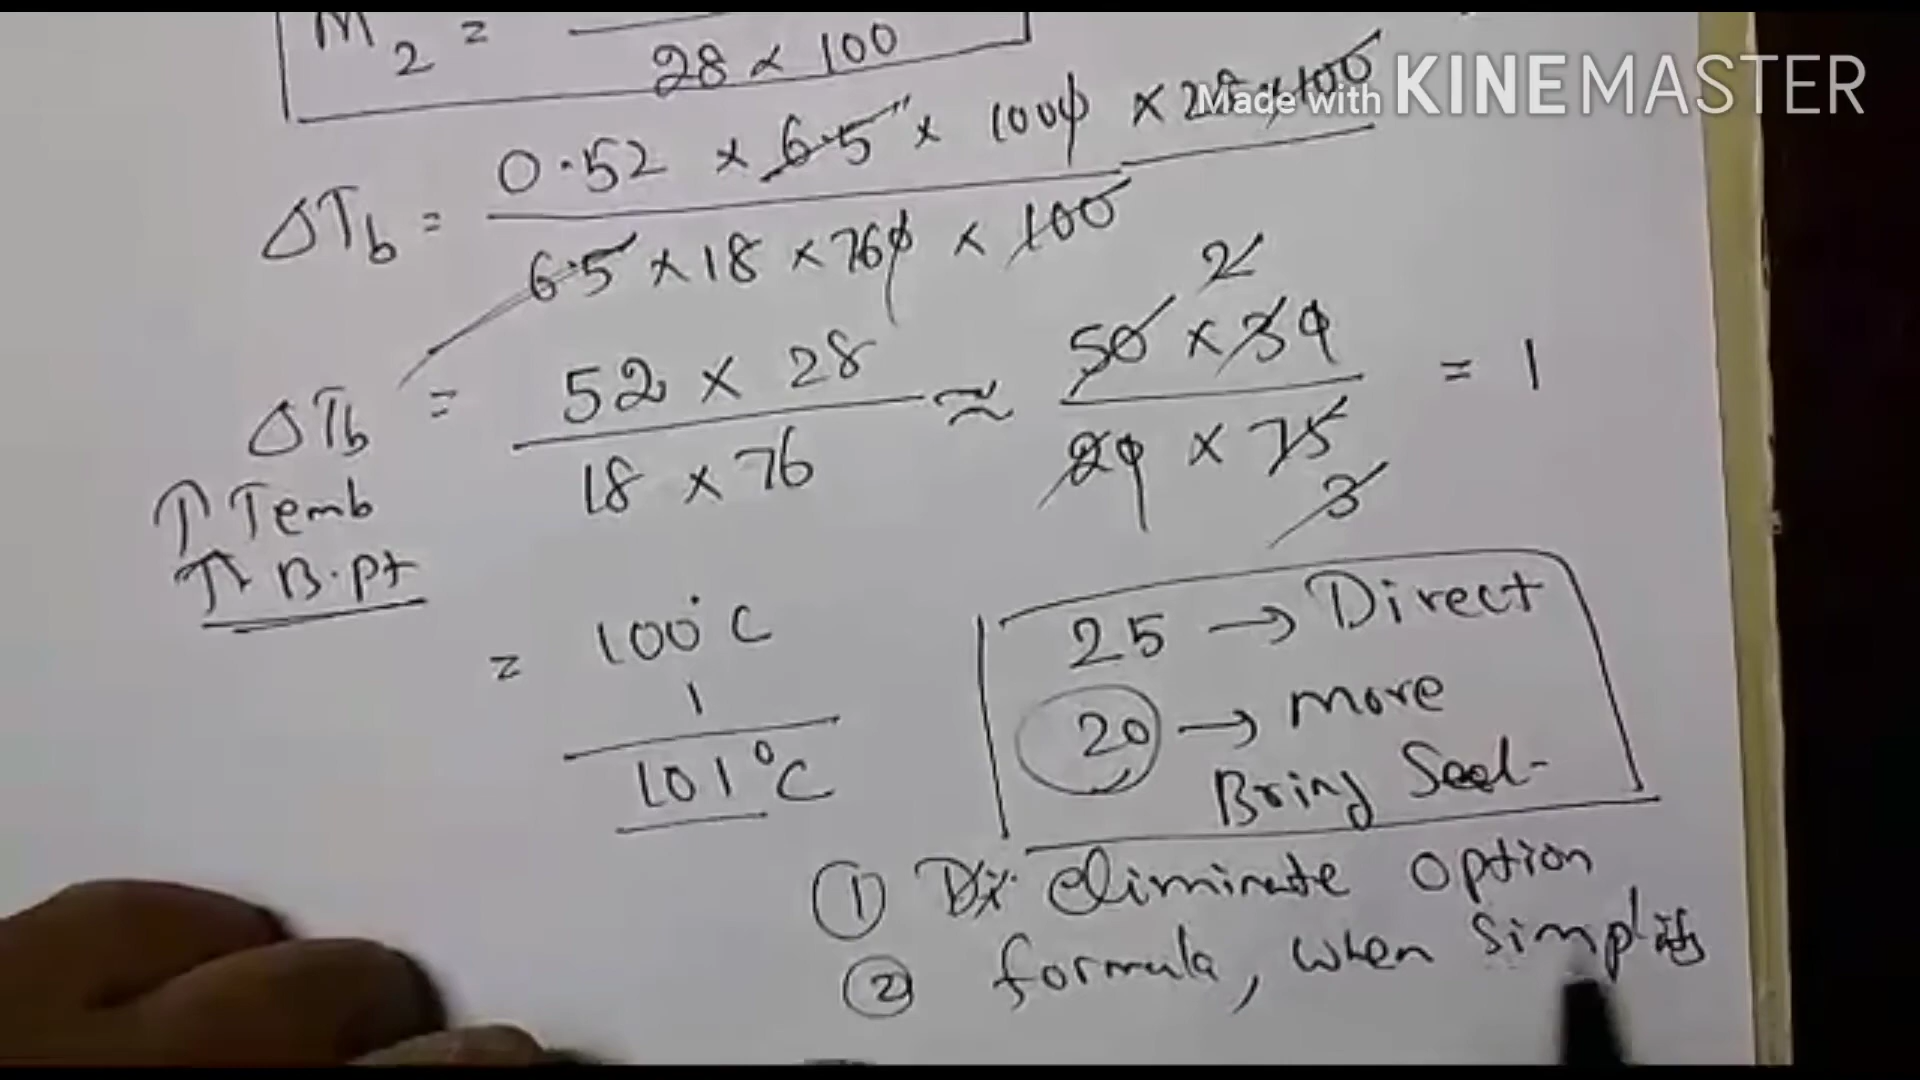 M2 =
28 × 100
Made with KINEMASTER
ΔTb = 0.52 × 6.5 × 1000 × 28 × 100
6.5 × 18 × 760 × 100
2
ΔTb = 52 × 28 ≈ 50 × 30 = 1
18 × 76 20 × 75
3
↑ Temb
↑ B.pt
= 100°C
1
101°C
25 → Direct
20 → more
Bring
① eliminate option
② formula, when